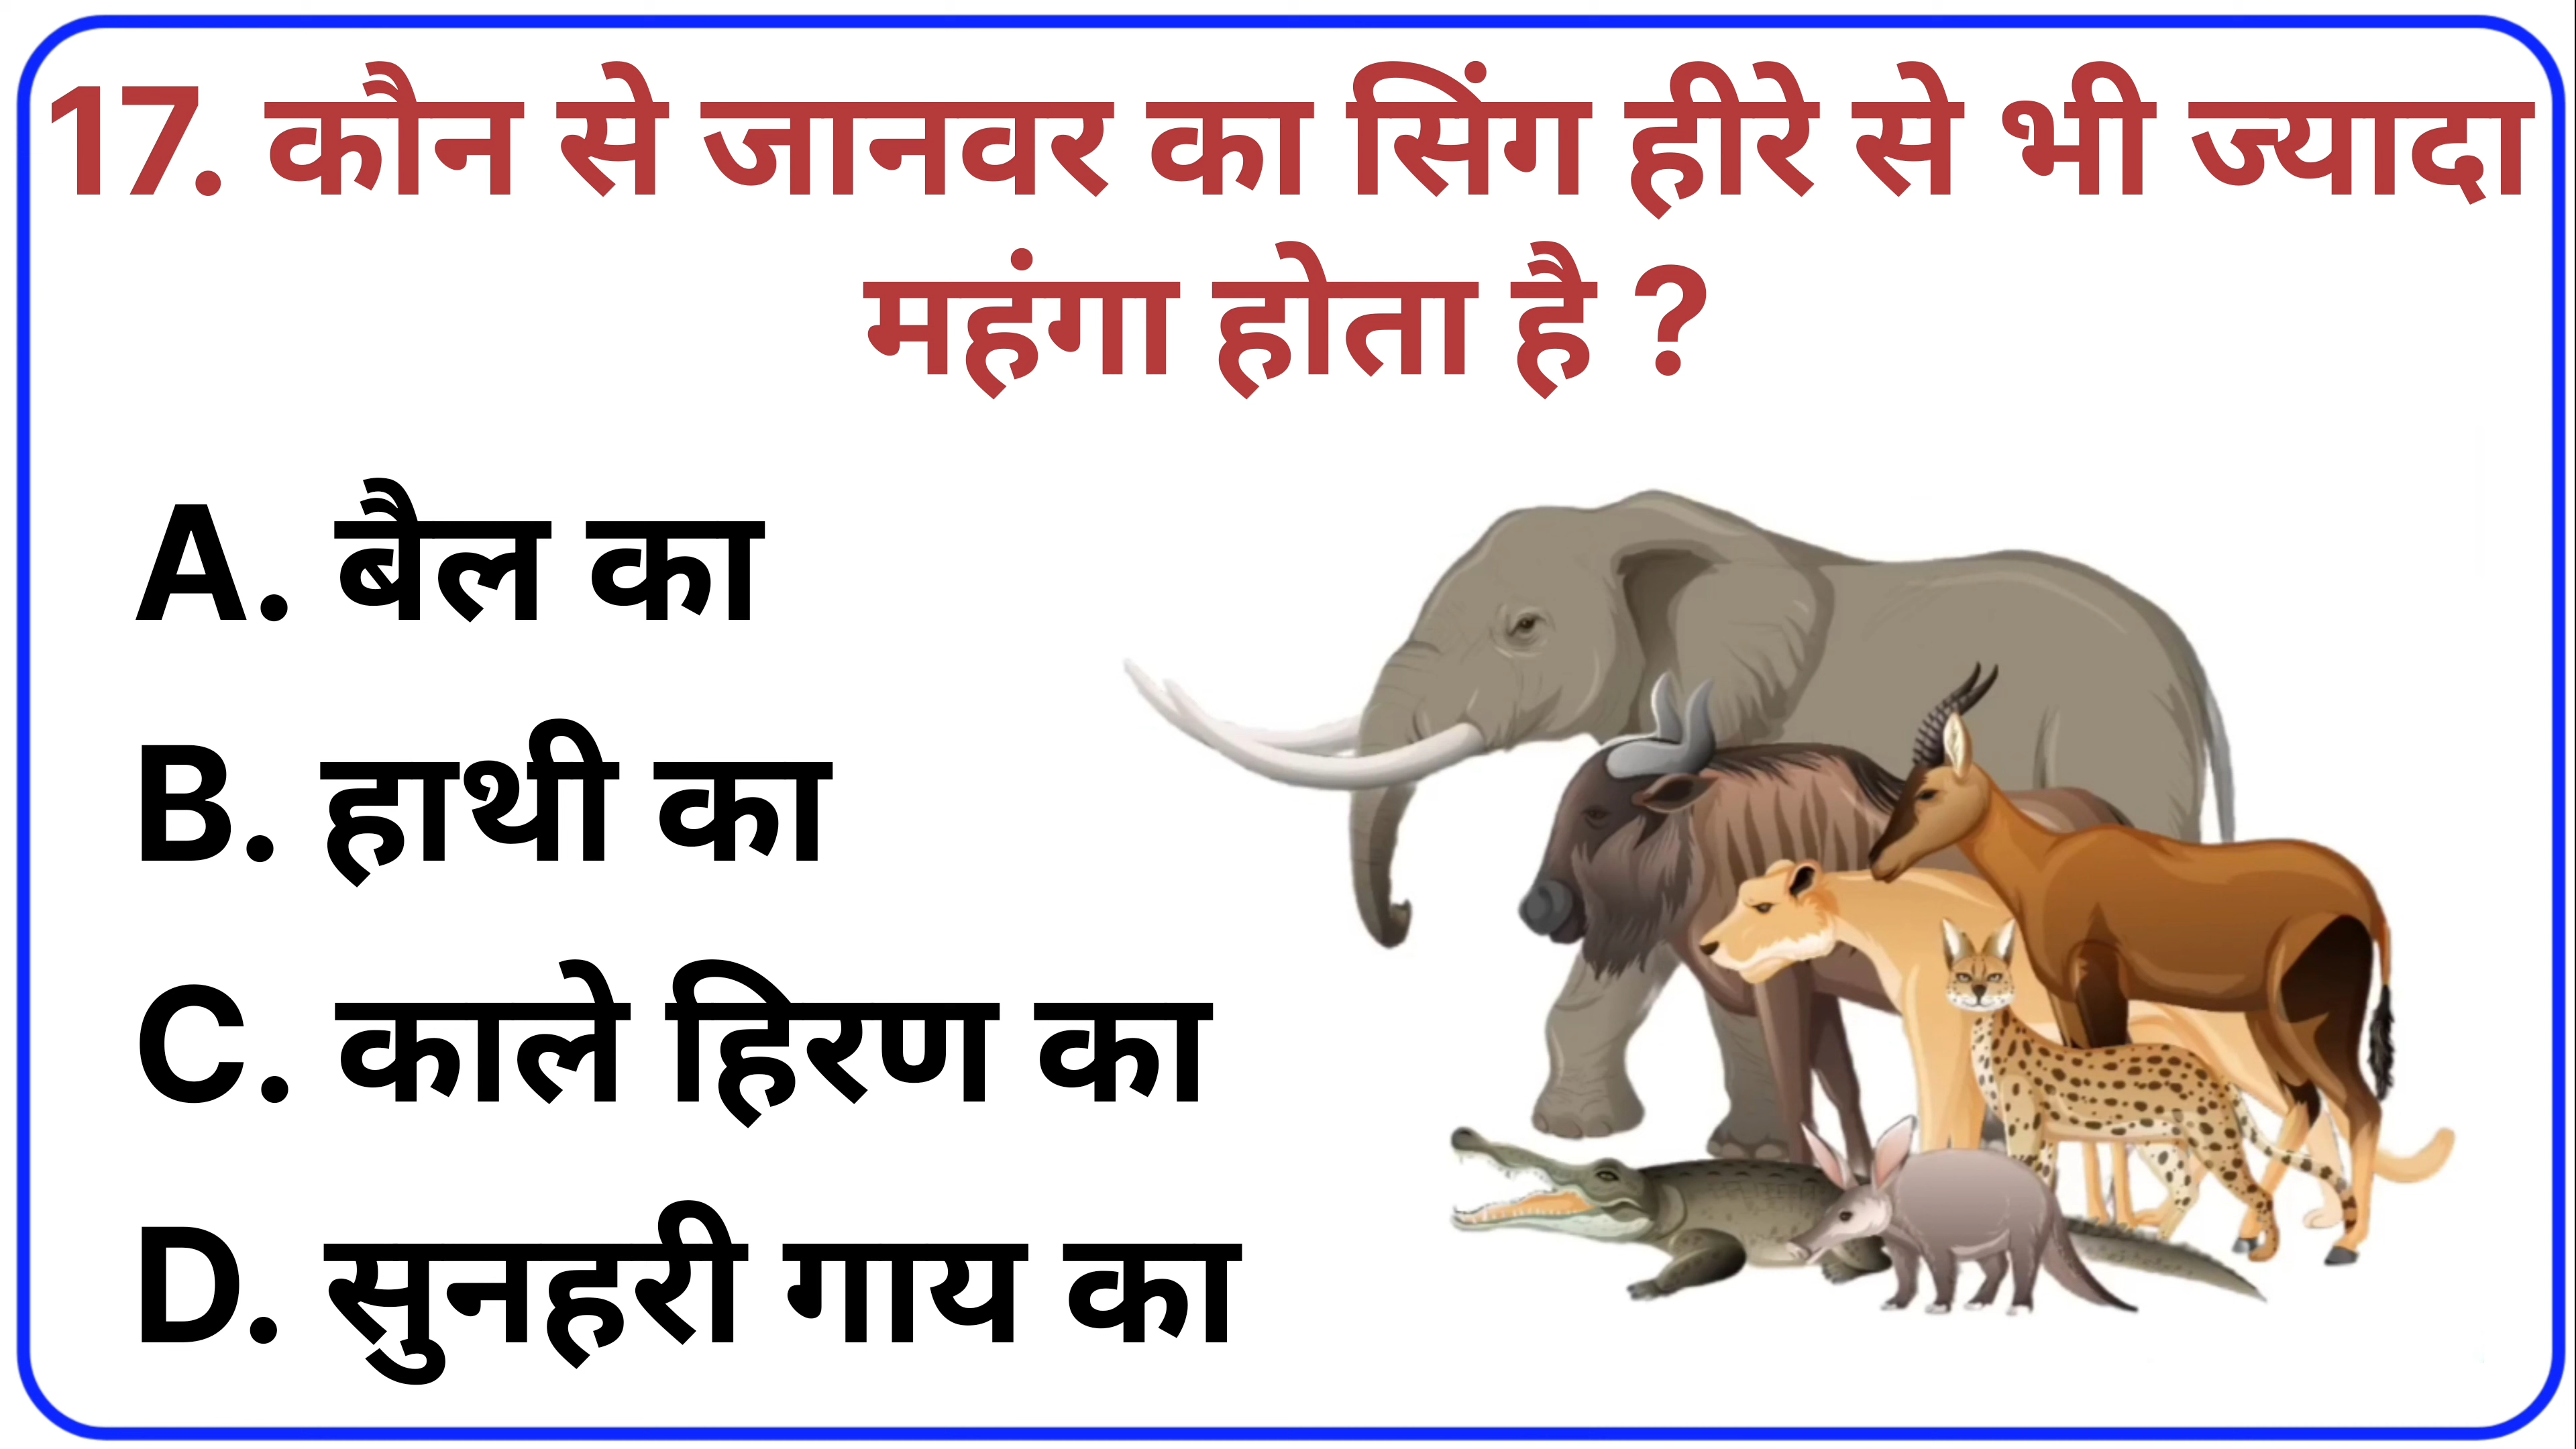 17. कौन से जानवर का सिंग हीरे से भी ज्यादा
महंगा होता है ?
A. बैल का
B. हाथी का
C. काले हिरण का
D. सुनहरी गाय का